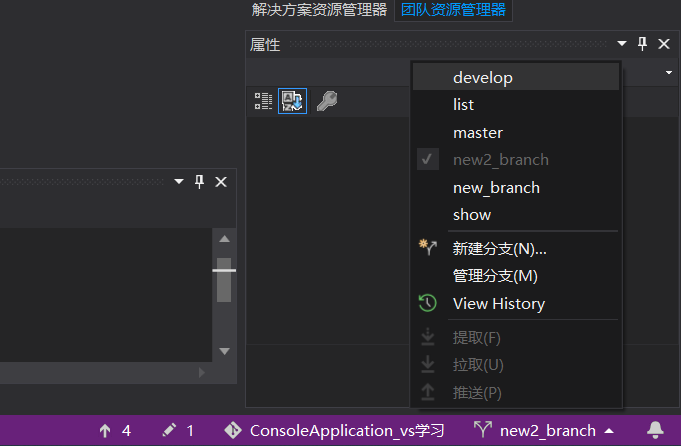 解决方案资源管理器 团队资源管理器
属性
develop
list
master
new2_branch
new_branch
show
新建分支(N)...
管理分支(M)
View History
提取(F)
拉取(U)
推送(P)
4 1 ConsoleApplication_vs学习 new2_branch